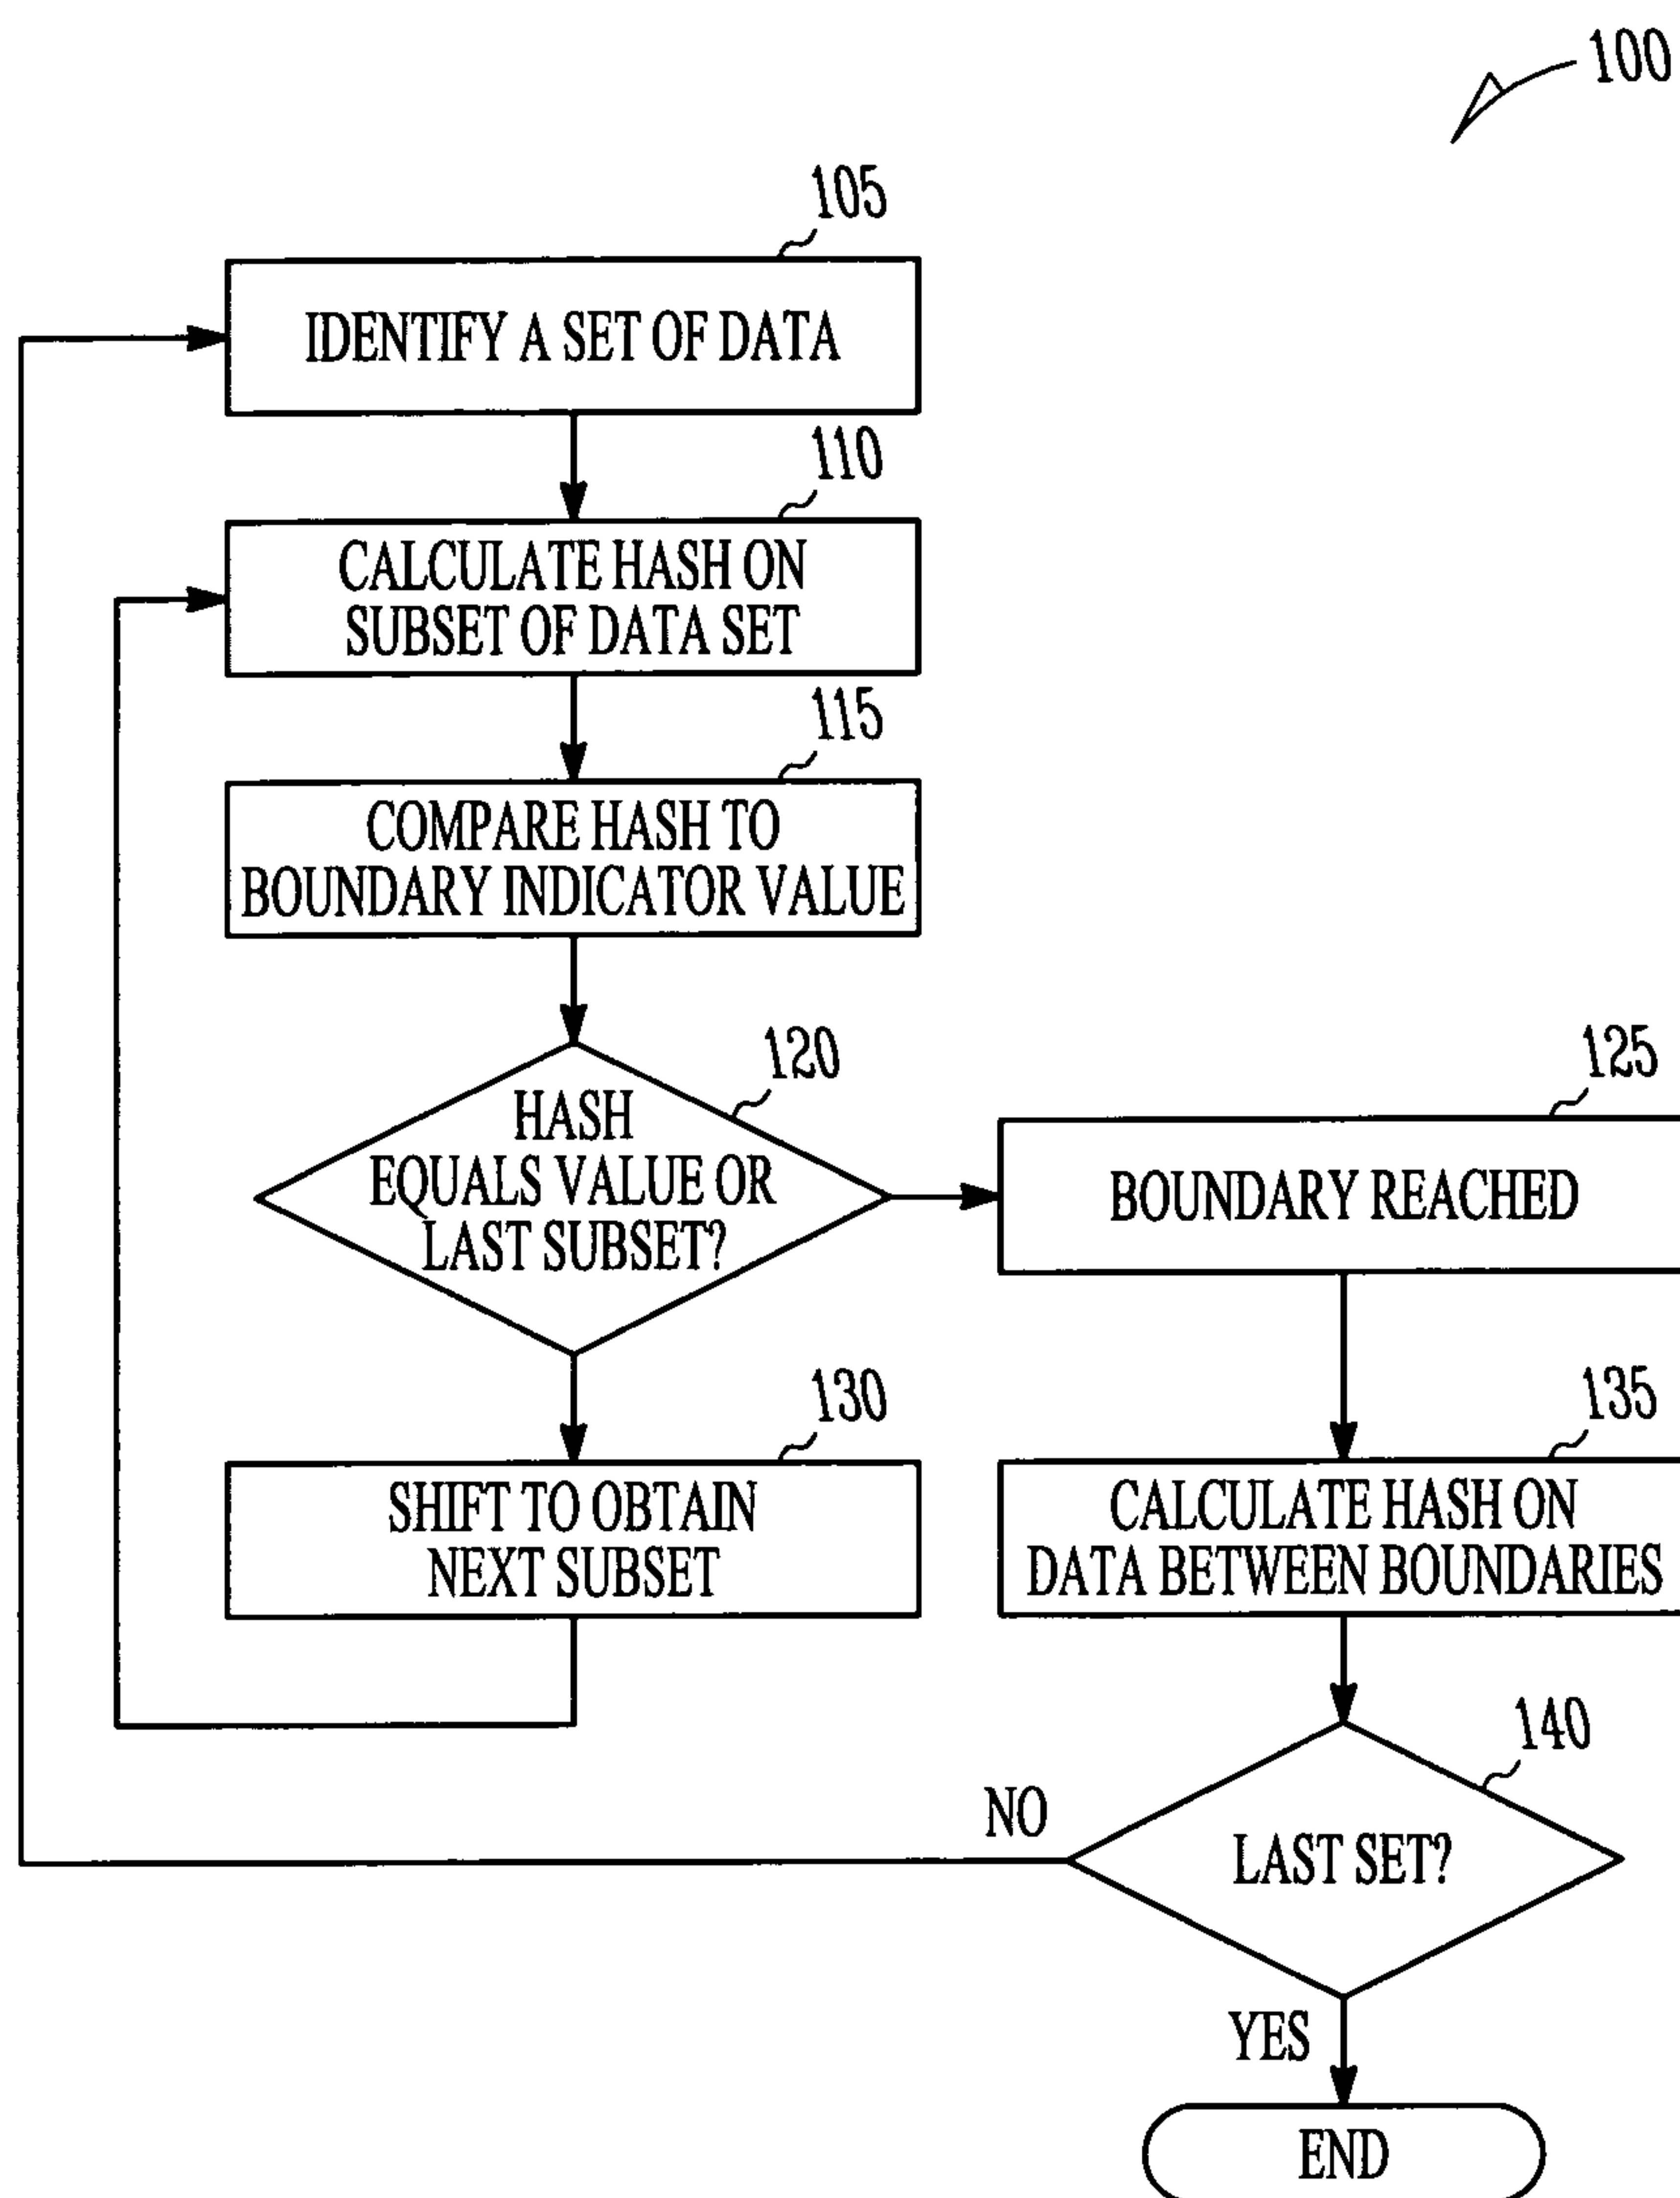 100
105
IDENTIFY A SET OF DATA
110
CALCULATE HASH ON
SUBSET OF DATA SET
115
COMPARE HASH TO
BOUNDARY INDICATOR VALUE
120
HASH
EQUALS VALUE OR
LAST SUBSET?
125
BOUNDARY REACHED
130
SHIFT TO OBTAIN
NEXT SUBSET
135
CALCULATE HASH ON
DATA BETWEEN BOUNDARIES
140
NO
LAST SET?
YES
END